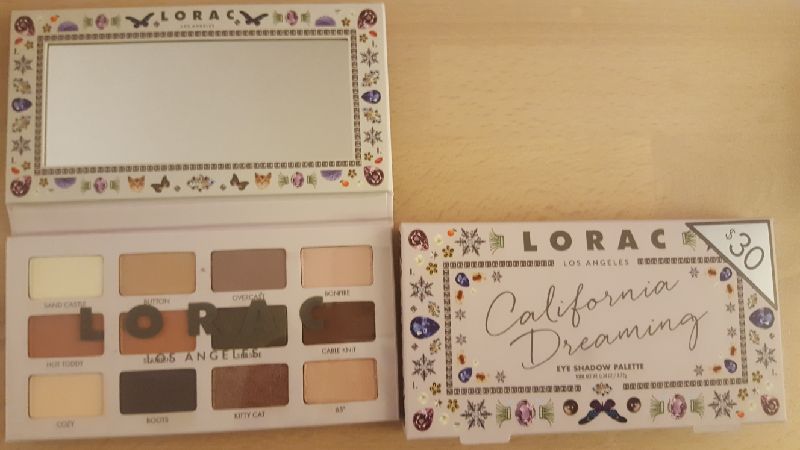 LORAC
LOS ANGELES
SAND CASTLE BUTTON OVERCAST BONFIRE
LORAC
HOT TODDY CABLE KNIT
LOS ANGELES
COZY BOOTS KITTY CAT 65°
LORAC
LOS ANGELES
$30
California
Dreaming
EYE SHADOW PALETTE